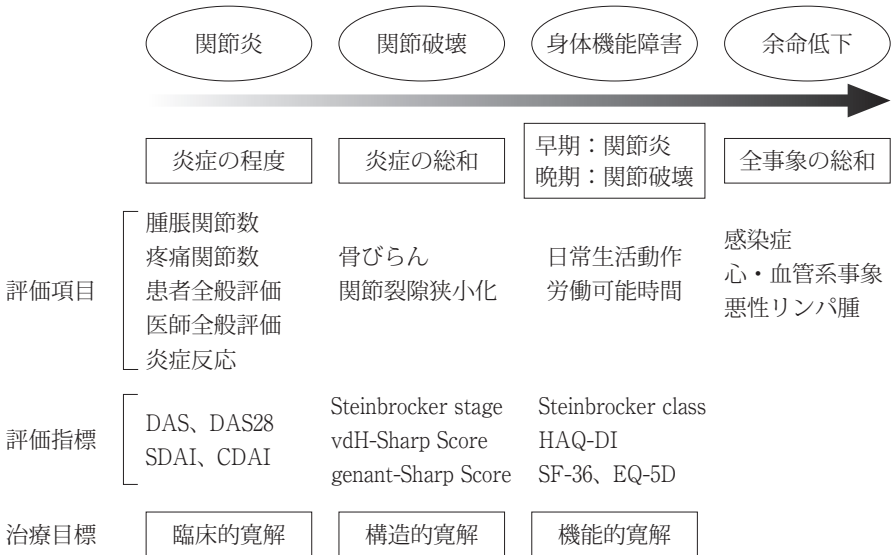 関節炎
関節破壊
身体機能障害
余命低下
炎症の程度
炎症の総和
早期：関節炎
晩期：関節破壊
全事象の総和
評価項目
腫脹関節数
疼痛関節数
患者全般評価
医師全般評価
炎症反応
骨びらん
関節裂隙狭小化
日常生活動作
労働可能時間
感染症
心・血管系事象
悪性リンパ腫
評価指標
DAS、DAS28
SDAI、CDAI
Steinbrocker stage
vdH-Sharp Score
genant-Sharp Score
Steinbrocker class
HAQ-DI
SF-36、EQ-5D
治療目標
臨床的寛解
構造的寛解
機能的寛解